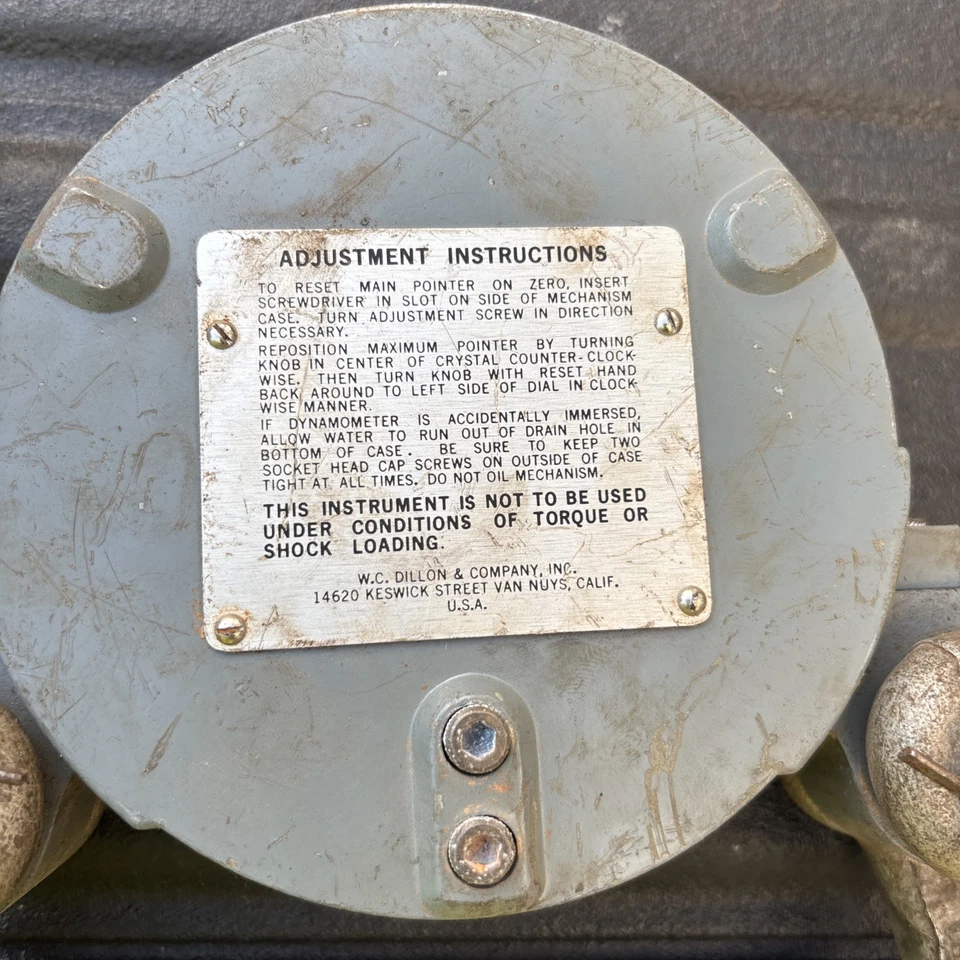 ADJUSTMENT INSTRUCTIONS
TO RESET MAIN POINTER ON ZERO, INSERT
SCREWDRIVER IN SLOT ON SIDE OF MECHANISM
CASE. TURN ADJUSTMENT SCREW IN DIRECTION
NECESSARY.
REPOSITION MAXIMUM POINTER BY TURNING
KNOB IN CENTER OF CRYSTAL COUNTER-CLOCK-
WISE. THEN TURN KNOB WITH RESET HAND
BACK AROUND TO LEFT SIDE OF DIAL IN CLOCK-
WISE MANNER.
IF DYNAMOMETER IS ACCIDENTALLY IMMERSED,
ALLOW WATER TO RUN OUT OF DRAIN HOLE IN
BOTTOM OF CASE. BE SURE TO KEEP TWO
SOCKET HEAD CAP SCREWS ON OUTSIDE OF CASE
TIGHT AT ALL TIMES. DO NOT OIL MECHANISM.
THIS INSTRUMENT IS NOT TO BE USED
UNDER CONDITIONS OF TORQUE OR
SHOCK LOADING.
W.C. DILLON & COMPANY, INC.
14620 KESWICK STREET VAN NUYS, CALIF.
U.S.A.